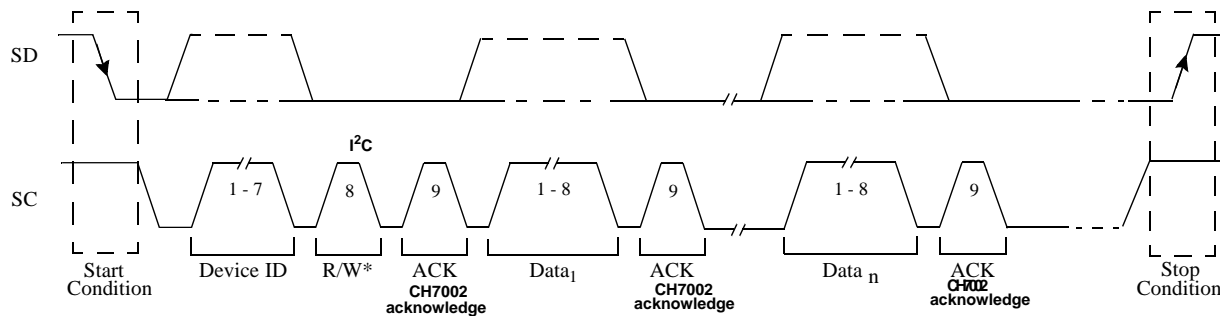 SD
I²C
SC
1 - 7
8
9
1 - 8
9
1 - 8
9
Start
Condition
Device ID
R/W*
ACK
CH7002
acknowledge
Data1
ACK
CH7002
acknowledge
Data n
ACK
CH7002
acknowledge
Stop
Condition